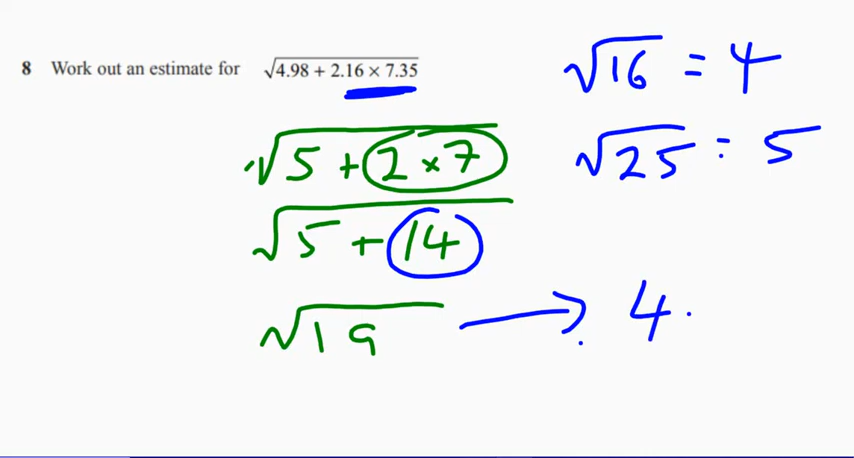 8 Work out an estimate for √4.98 + 2.16 × 7.35
√16 = 4
√5 + 2 × 7
√25 = 5
√5 + 14
√19 → 4.